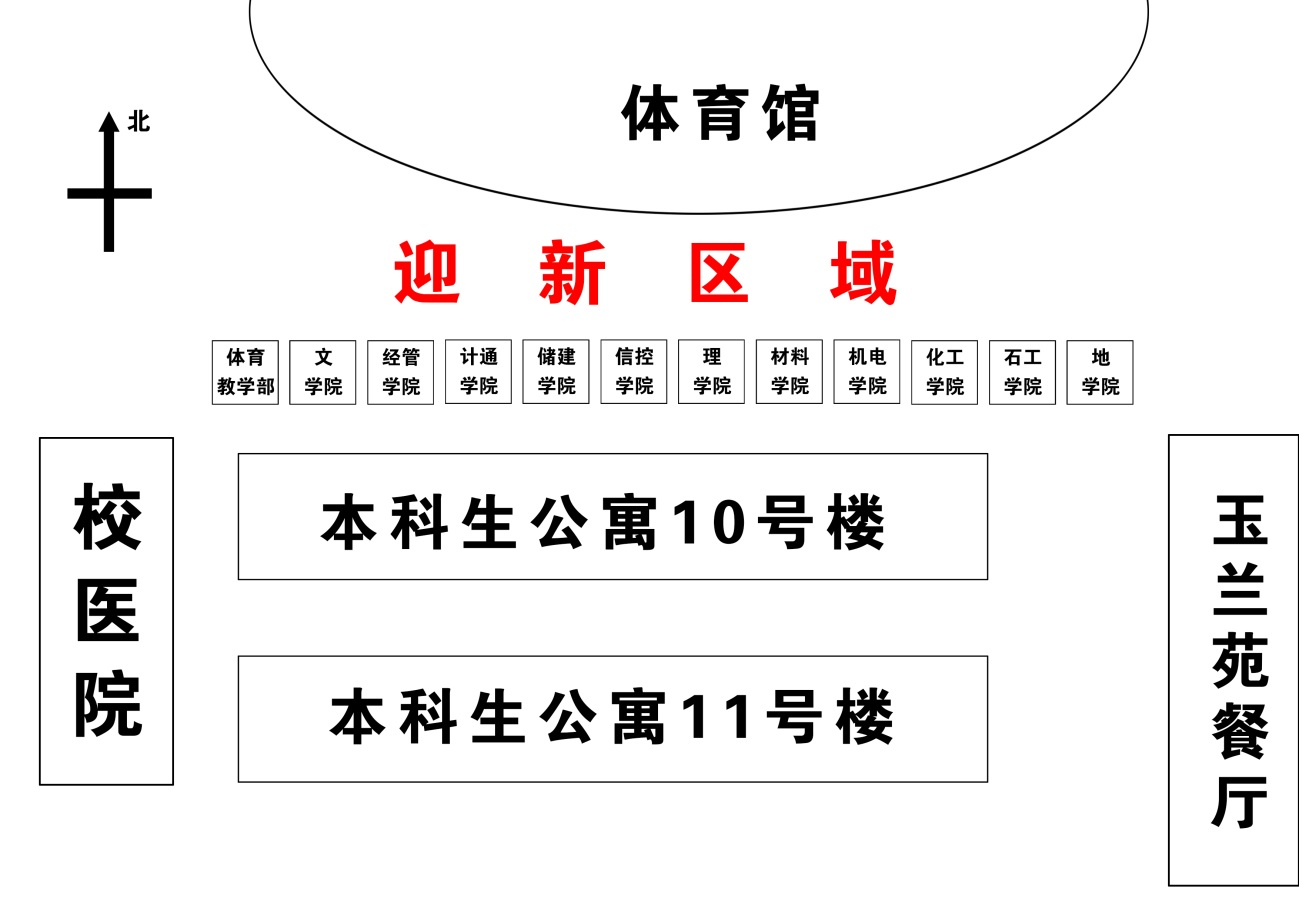 北
体育馆
迎新区域
体育
教学部
文
学院
经管
学院
计通
学院
储建
学院
信控
学院
理
学院
材料
学院
机电
学院
化工
学院
石工
学院
地
学院
校医院
本科生公寓10号楼
本科生公寓11号楼
玉兰苑餐厅